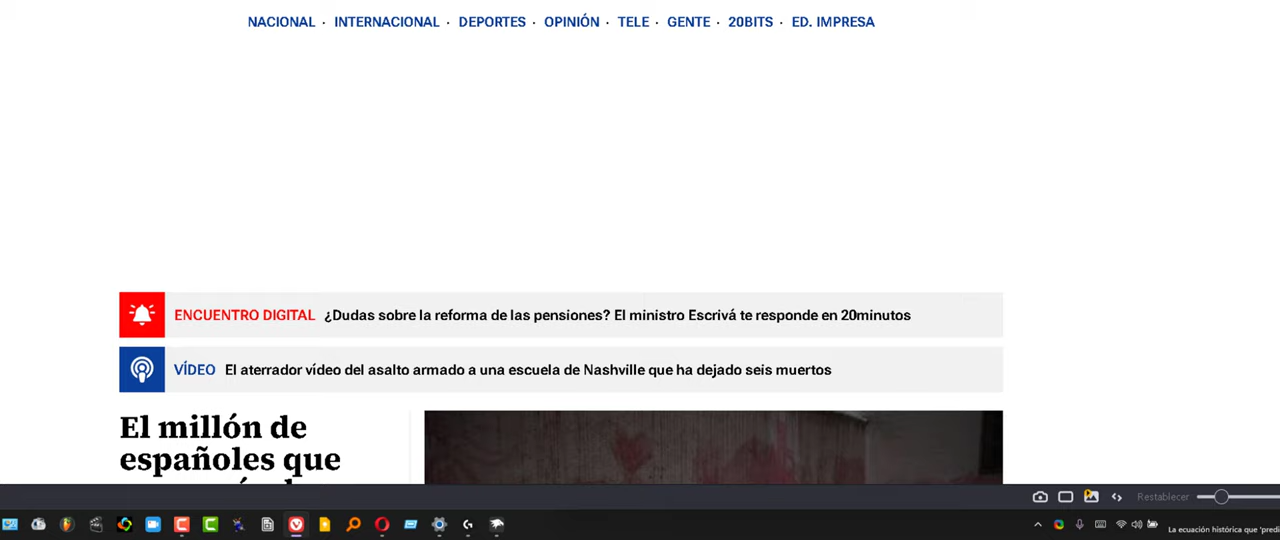 NACIONAL · INTERNACIONAL · DEPORTES · OPINIÓN · TELE · GENTE · 20BITS · ED. IMPRESA
ENCUENTRO DIGITAL ¿Dudas sobre la reforma de las pensiones? El ministro Escrivá te responde en 20minutos
VÍDEO El aterrador vídeo del asalto armado a una escuela de Nashville que ha dejado seis muertos
El millón de
españoles que
Restablecer
La ecuación histórica que 'predi